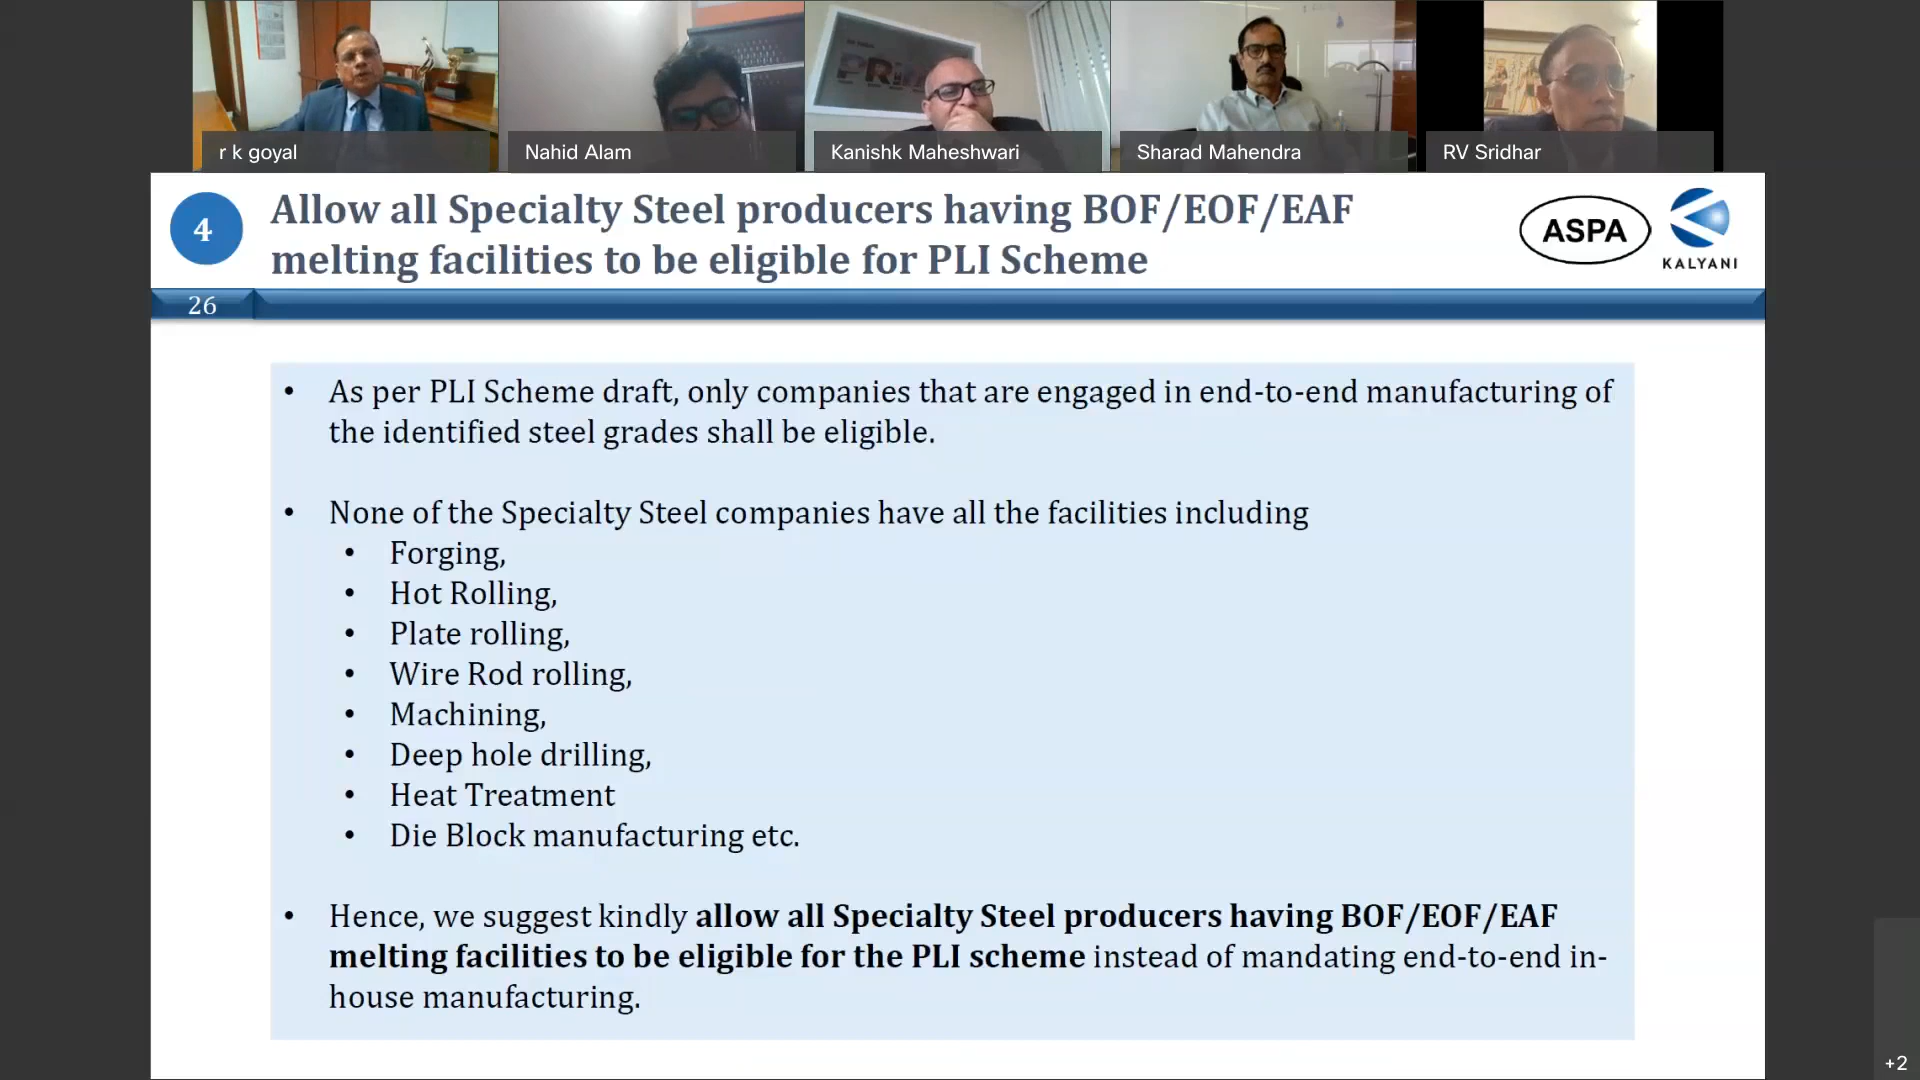 r k goyal
Nahid Alam
Kanishk Maheshwari
Sharad Mahendra
RV Sridhar
4
Allow all Specialty Steel producers having BOF/EOF/EAF
melting facilities to be eligible for PLI Scheme
ASPA
KALYANI
26
• As per PLI Scheme draft, only companies that are engaged in end-to-end manufacturing of
the identified steel grades shall be eligible.
• None of the Specialty Steel companies have all the facilities including
• Forging,
• Hot Rolling,
• Plate rolling,
• Wire Rod rolling,
• Machining,
• Deep hole drilling,
• Heat Treatment
• Die Block manufacturing etc.
• Hence, we suggest kindly allow all Specialty Steel producers having BOF/EOF/EAF
melting facilities to be eligible for the PLI scheme instead of mandating end-to-end in-
house manufacturing.
+2